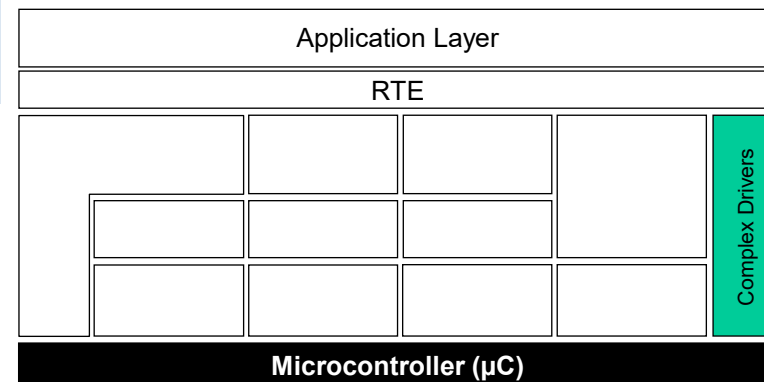 Application Layer
RTE
Complex Drivers
Microcontroller (µC)